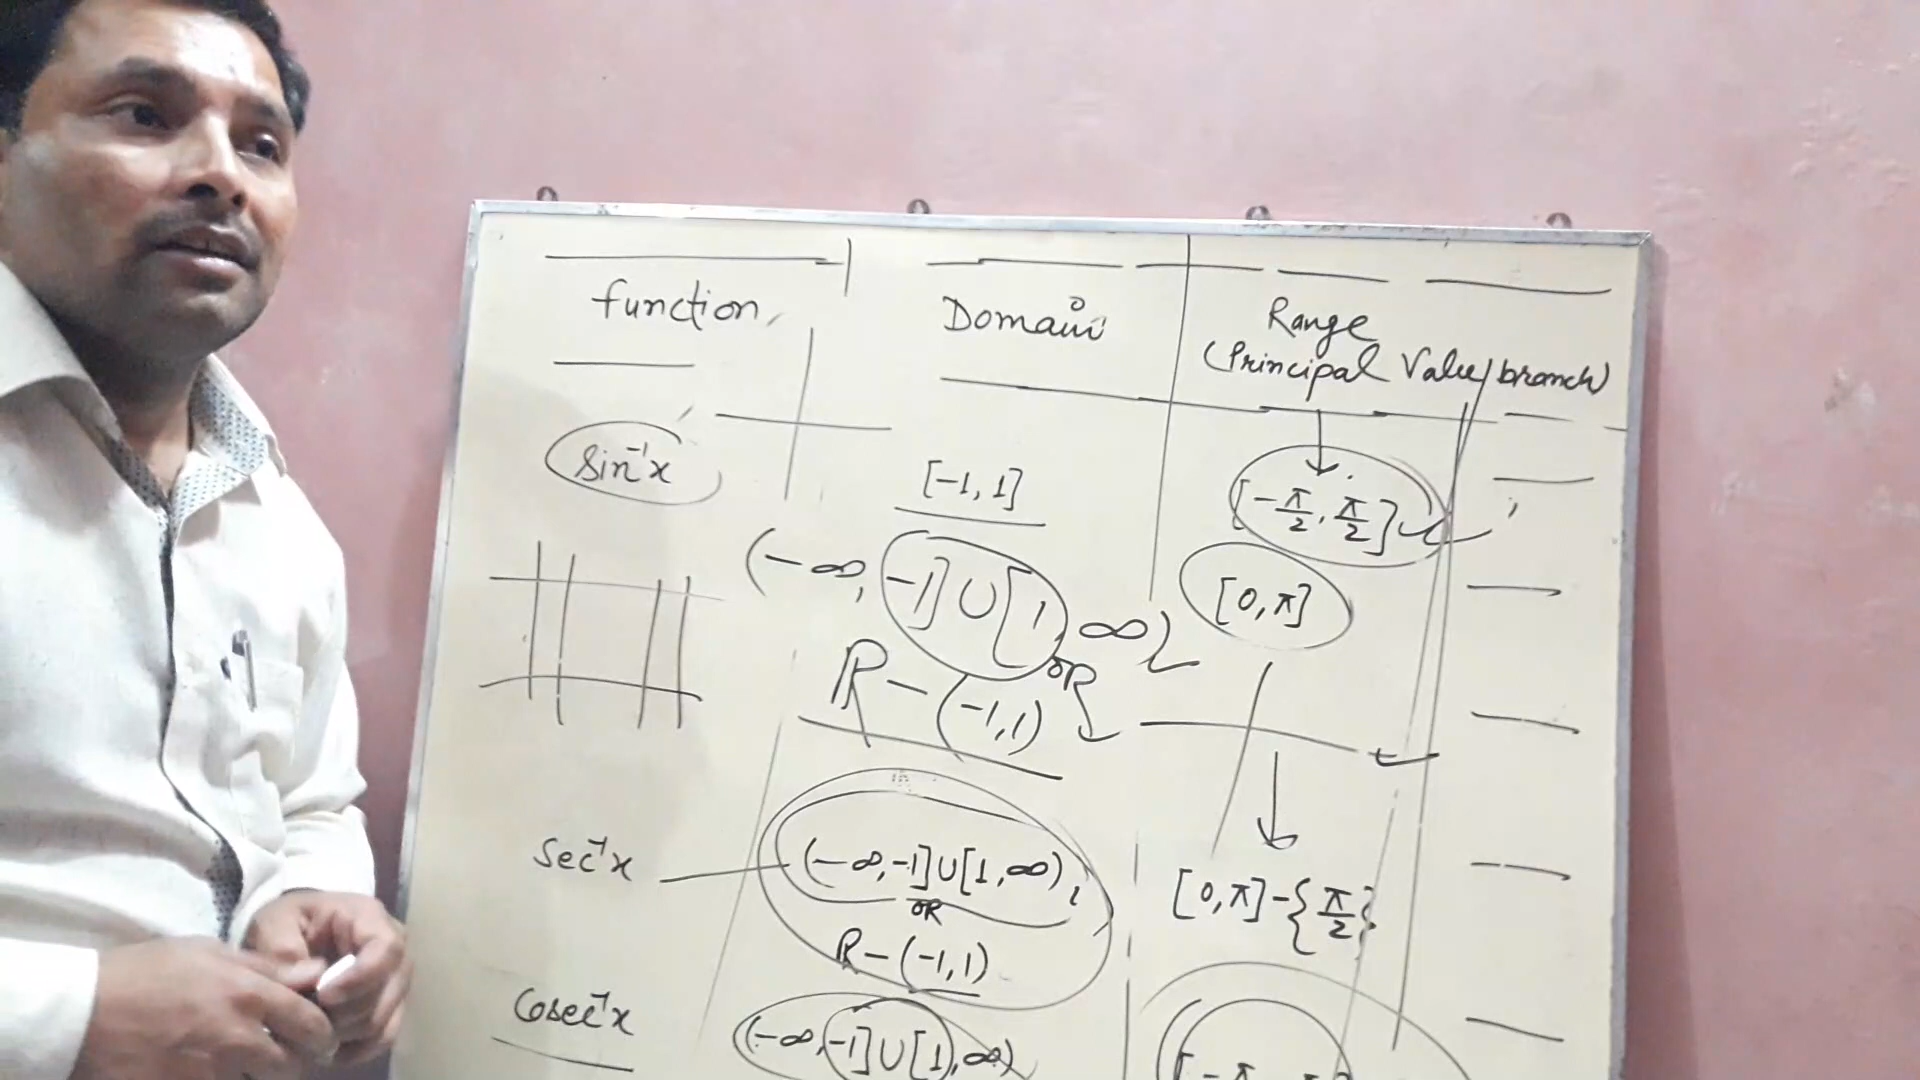 function, Domain Range
(Principal Value/branch)
sin⁻¹x [-1, 1] [-π/2, π/2]
(-∞, -1] ∪ [1, ∞) [0, π]
OR
R - (-1, 1)
sec⁻¹x (-∞, -1] ∪ [1, ∞), [0, π] - {π/2}
OR
R - (-1, 1)
cosec⁻¹x (-∞, -1] ∪ [1, ∞)